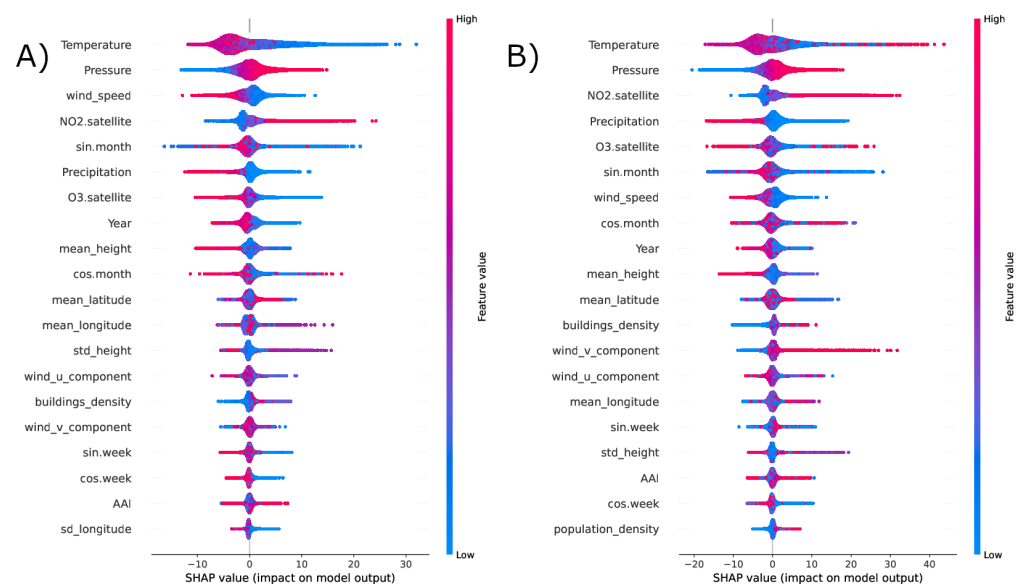 A)
High
Temperature
Pressure
wind_speed
NO2.satellite
sin.month
Precipitation
O3.satellite
Year
mean_height
cos.month
mean_latitude
mean_longitude
std_height
wind_u_component
buildings_density
wind_v_component
sin.week
cos.week
AAI
sd_longitude
Low
Feature value
−10 0 10 20 30
SHAP value (impact on model output)
B)
High
Temperature
Pressure
NO2.satellite
Precipitation
O3.satellite
sin.month
wind_speed
cos.month
Year
mean_height
mean_latitude
buildings_density
wind_v_component
wind_u_component
mean_longitude
sin.week
std_height
AAI
cos.week
population_density
Low
Feature value
−20 −10 0 10 20 30 40
SHAP value (impact on model output)